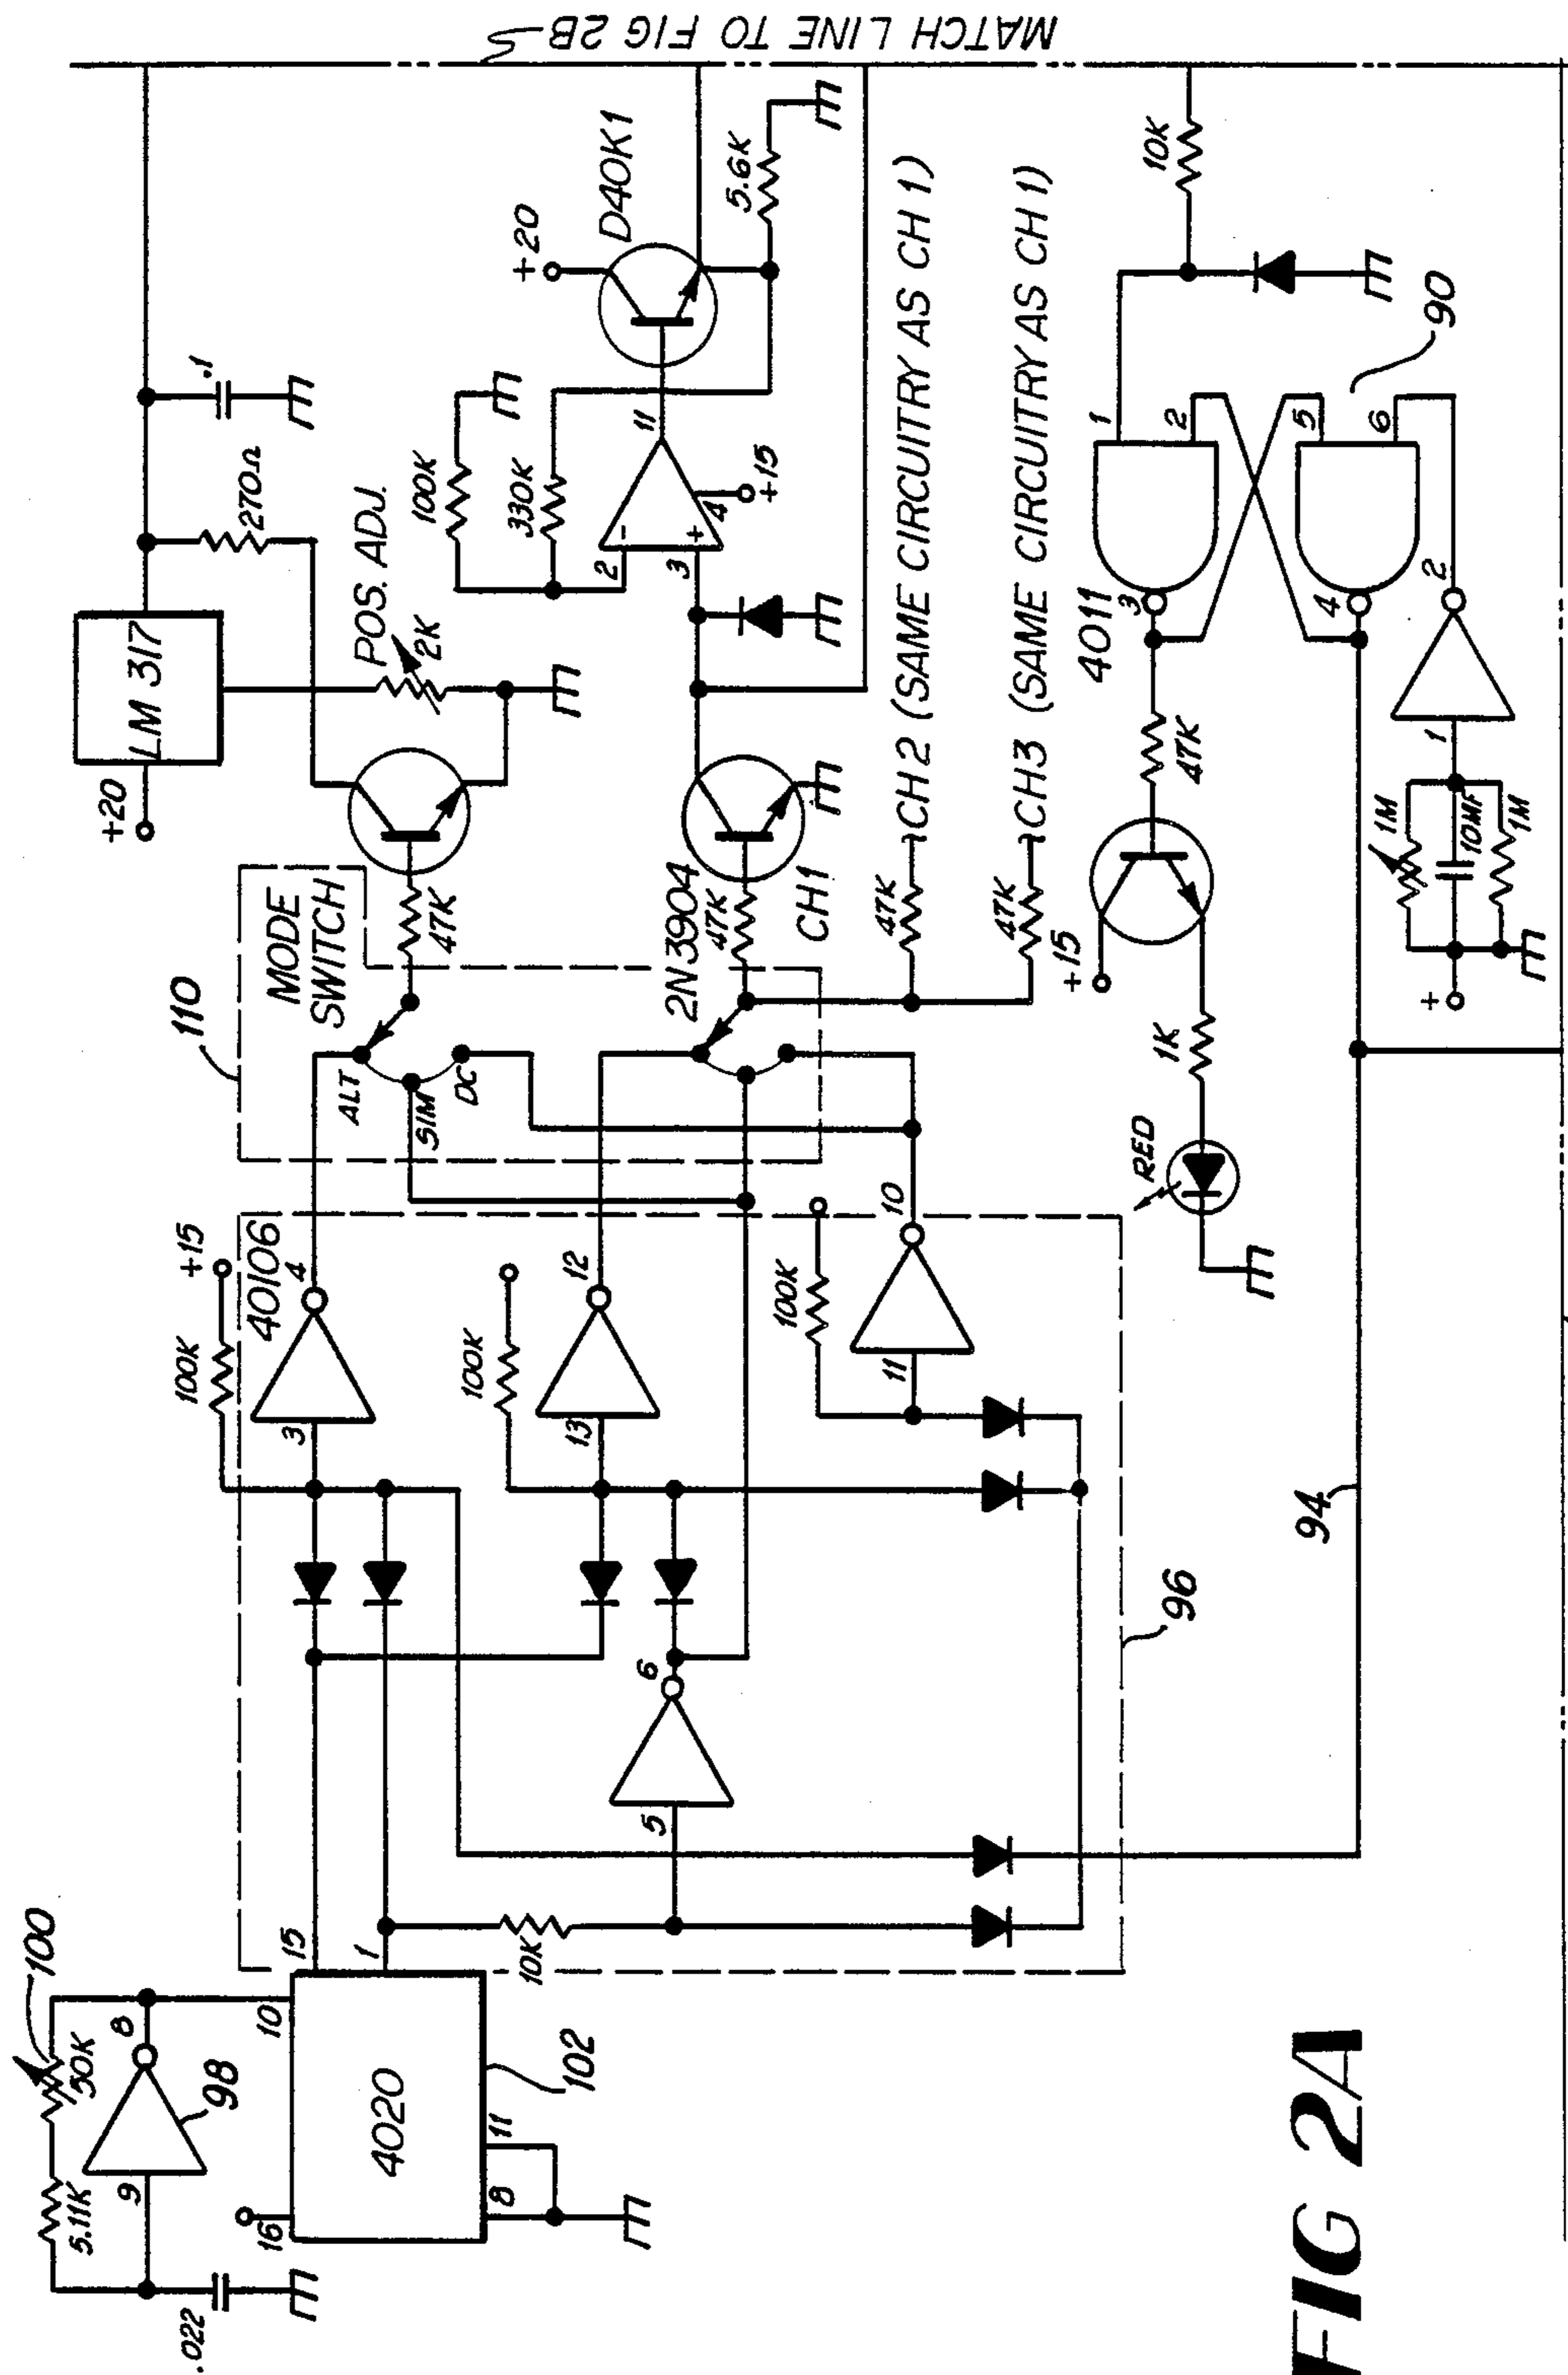 MATCH LINE TO FIG 2B
+20
LM 317
270Ω
.1
POS. ADJ.
2K
100K
330K
2
3
-
+
4
11
+15
+20
D40K1
5.6K
110
MODE SWITCH
47K
ALT
SIM
DC
2N3904
47K
CH1
47K
CH 2 (SAME CIRCUITRY AS CH 1)
47K
CH3 (SAME CIRCUITRY AS CH 1)
+15
100K
40106
3
4
100K
13
12
100K
11
10
5
6
96
100
5.11K
50K
9
8
98
.022
16
10
15
1
4020
8
11
102
10K
94
RED
1K
+15
47K
4011
1
2
3
5
6
4
90
10K
+
1M
10MF
1M
1
2
FIG 2A